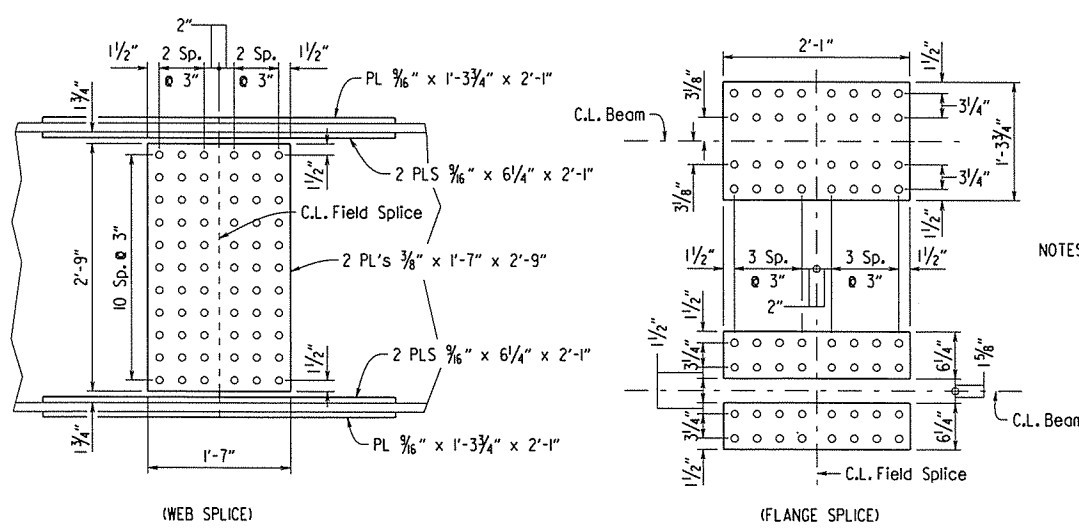 2"
1½" 2 Sp. 2 Sp. 1½"
@ 3" @ 3"
PL 9/16" x 1'-3¾" x 2'-1"
1¾"
2 PLS 9/16" x 6¼" x 2'-1"
1½"
C.L. Field Splice
2'-9"
10 Sp. @ 3"
2 PL's ⅜" x 1'-7" x 2'-9"
2 PLS 9/16" x 6¼" x 2'-1"
1½"
1¾"
PL 9/16" x 1'-3¾" x 2'-1"
1'-7"
(WEB SPLICE)
2'-1"
1½"
3⅛"
3¼"
C.L. Beam
1'-3¾"
3⅛"
3¼"
1½"
1½" 3 Sp. 3 Sp. 1½"
@ 3" @ 3"
2"
NOTES
1½"
1½"
3¼"
6¼"
1⅝"
C.L. Beam
3¼"
6¼"
1½"
C.L. Field Splice
(FLANGE SPLICE)